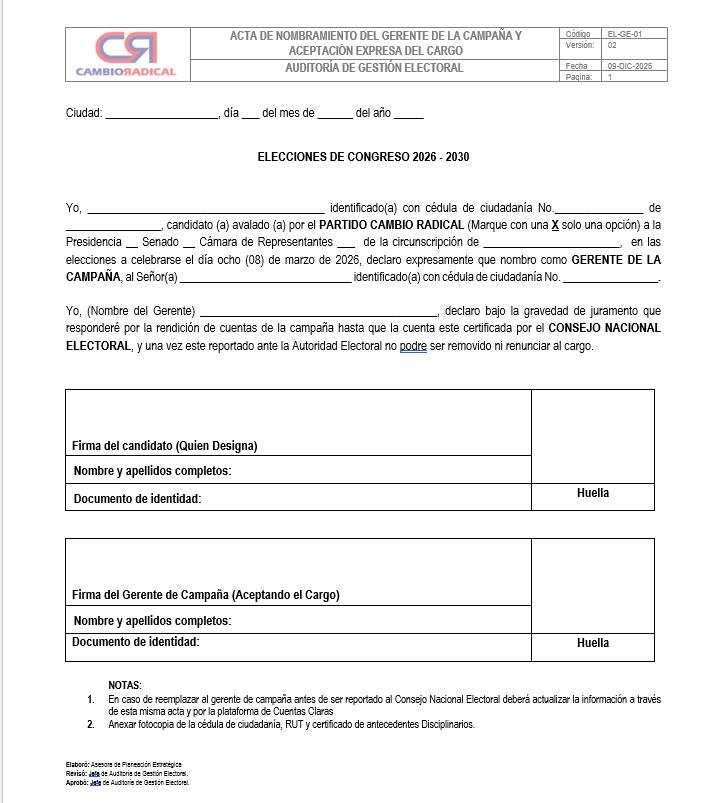 CR
CAMBIORADICAL
ACTA DE NOMBRAMIENTO DEL GERENTE DE LA CAMPAÑA Y
ACEPTACIÒN EXPRESA DEL CARGO
AUDITORÍA DE GESTIÓN ELECTORAL
Código EL-GE-01
Versión: 02
Fecha 09-DIC-2025
Pagina: 1
Ciudad: ____________________, día ___ del mes de ______ del año _____
ELECCIONES DE CONGRESO 2026 - 2030
Yo, __________________________________________ identificado(a) con cédula de ciudadanía No.________________ de
_________________, candidato (a) avalado (a) por el PARTIDO CAMBIO RADICAL (Marque con una X solo una opción) a la
Presidencia __ Senado __ Cámara de Representantes ___ de la circunscripción de ________________________, en las
elecciones a celebrarse el día ocho (08) de marzo de 2026, declaro expresamente que nombro como GERENTE DE LA
CAMPAÑA, al Señor(a) ______________________________ identificado(a) con cédula de ciudadanía No. _________________.
Yo, (Nombre del Gerente) __________________________________________, declaro bajo la gravedad de juramento que
responderé por la rendición de cuentas de la campaña hasta que la cuenta este certificada por el CONSEJO NACIONAL
ELECTORAL, y una vez este reportado ante la Autoridad Electoral no podre ser removido ni renunciar al cargo.
Firma del candidato (Quien Designa)
Nombre y apellidos completos:
Documento de identidad:
Huella
Firma del Gerente de Campaña (Aceptando el Cargo)
Nombre y apellidos completos:
Documento de identidad:
Huella
NOTAS:
1. En caso de reemplazar al gerente de campaña antes de ser reportado al Consejo Nacional Electoral deberá actualizar la información a través
de esta misma acta y por la plataforma de Cuentas Claras
2. Anexar fotocopia de la cédula de ciudadanía, RUT y certificado de antecedentes Disciplinarios.
Elaboró: Asesora de Planeación Estratégica
Revisó: Jefe de Auditoría de Gestión Electoral.
Aprobó: Jefe de Auditoría de Gestión Electoral.